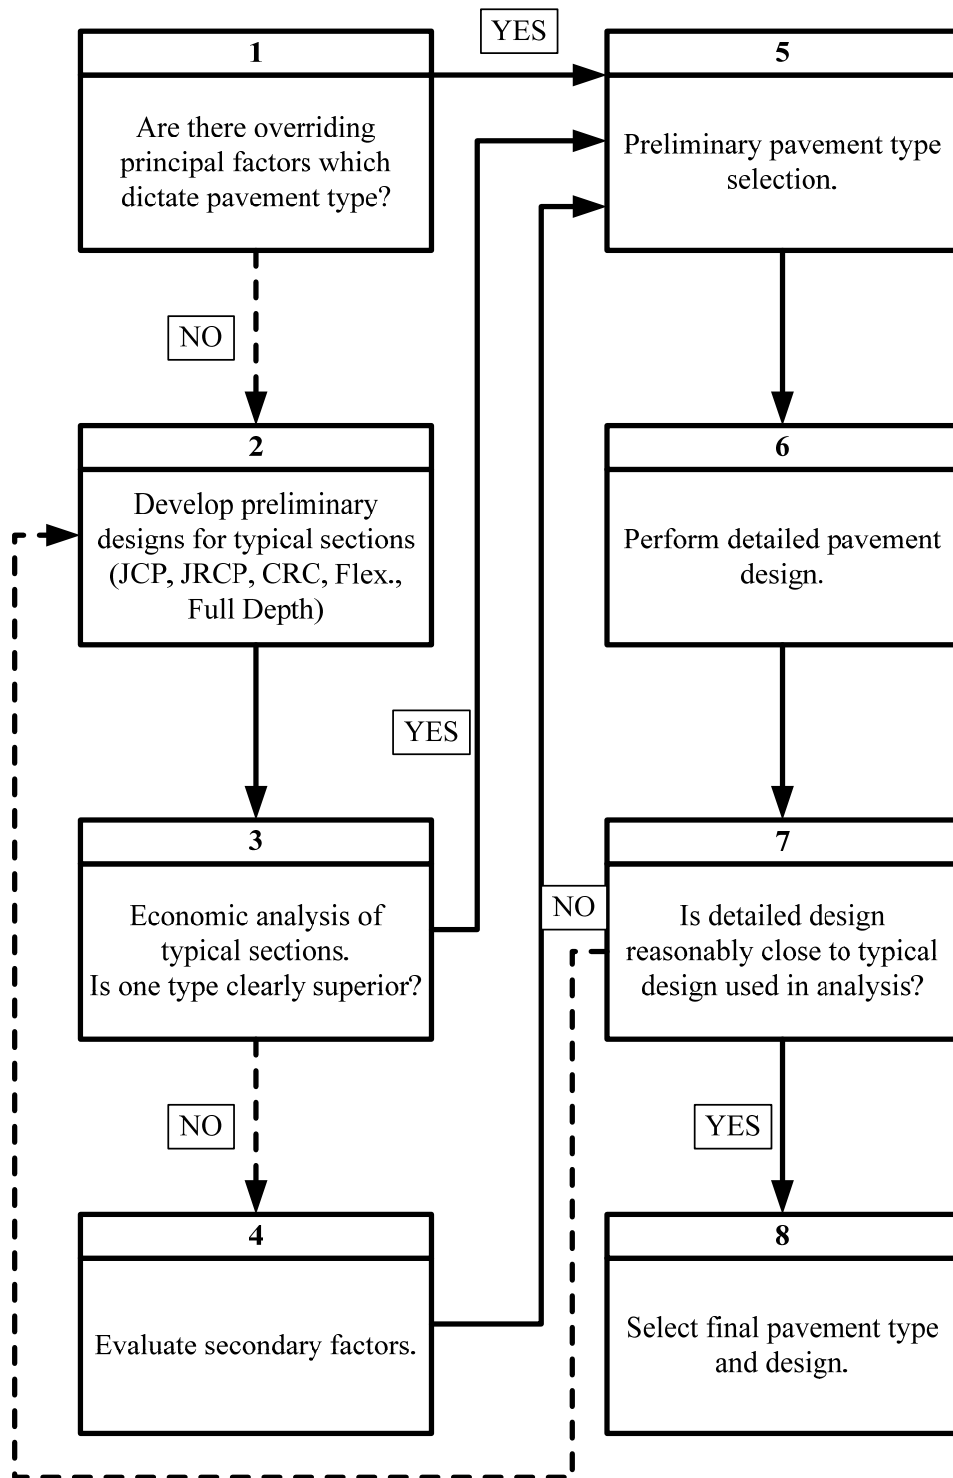 1
Are there overriding
principal factors which
dictate pavement type?
YES
NO
2
Develop preliminary
designs for typical sections
(JCP, JRCP, CRC, Flex.,
Full Depth)
3
Economic analysis of
typical sections.
Is one type clearly superior?
YES
NO
4
Evaluate secondary factors.
5
Preliminary pavement type
selection.
6
Perform detailed pavement
design.
7
Is detailed design
reasonably close to typical
design used in analysis?
NO
YES
8
Select final pavement type
and design.